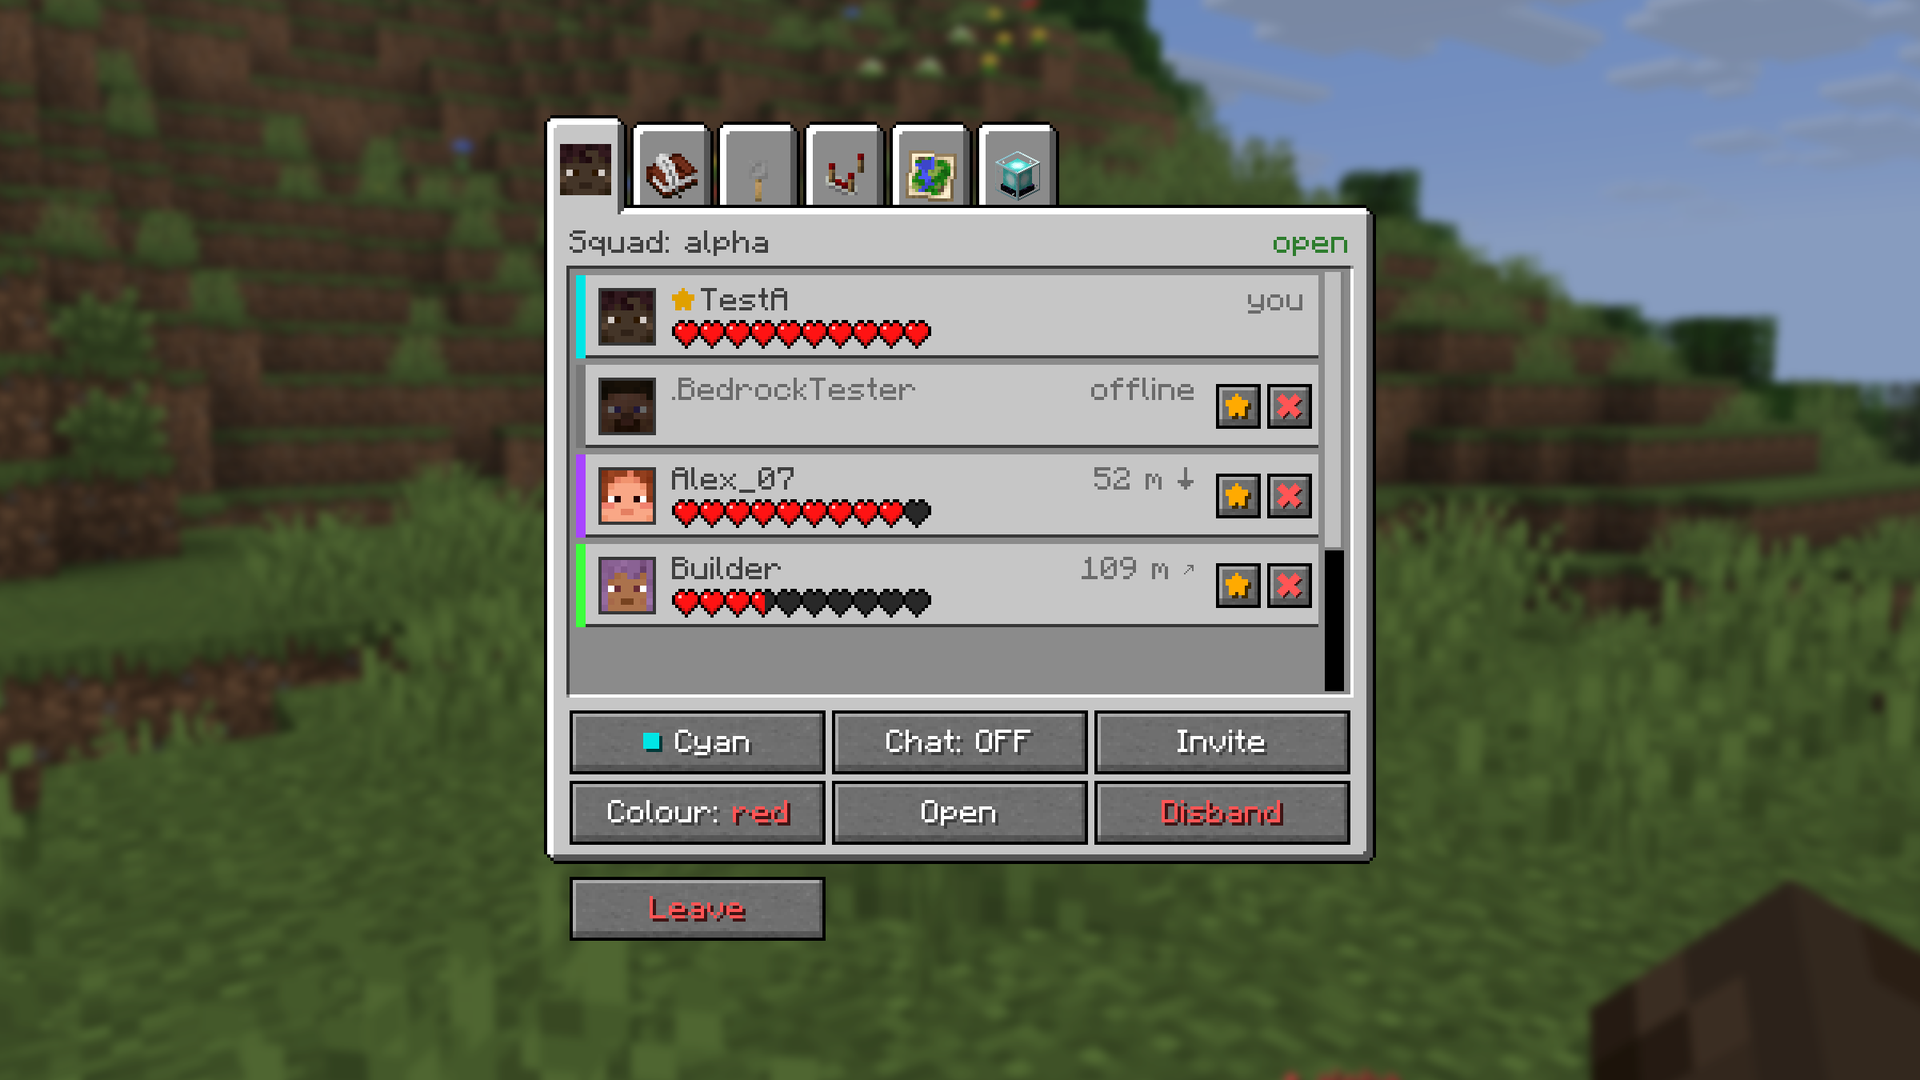 Squad: alpha open
TestA you
.BedrockTester offline
Alex_07 52 m ↓
Builder 109 m ↗
Cyan Chat: OFF Invite
Colour: red Open Disband
Leave